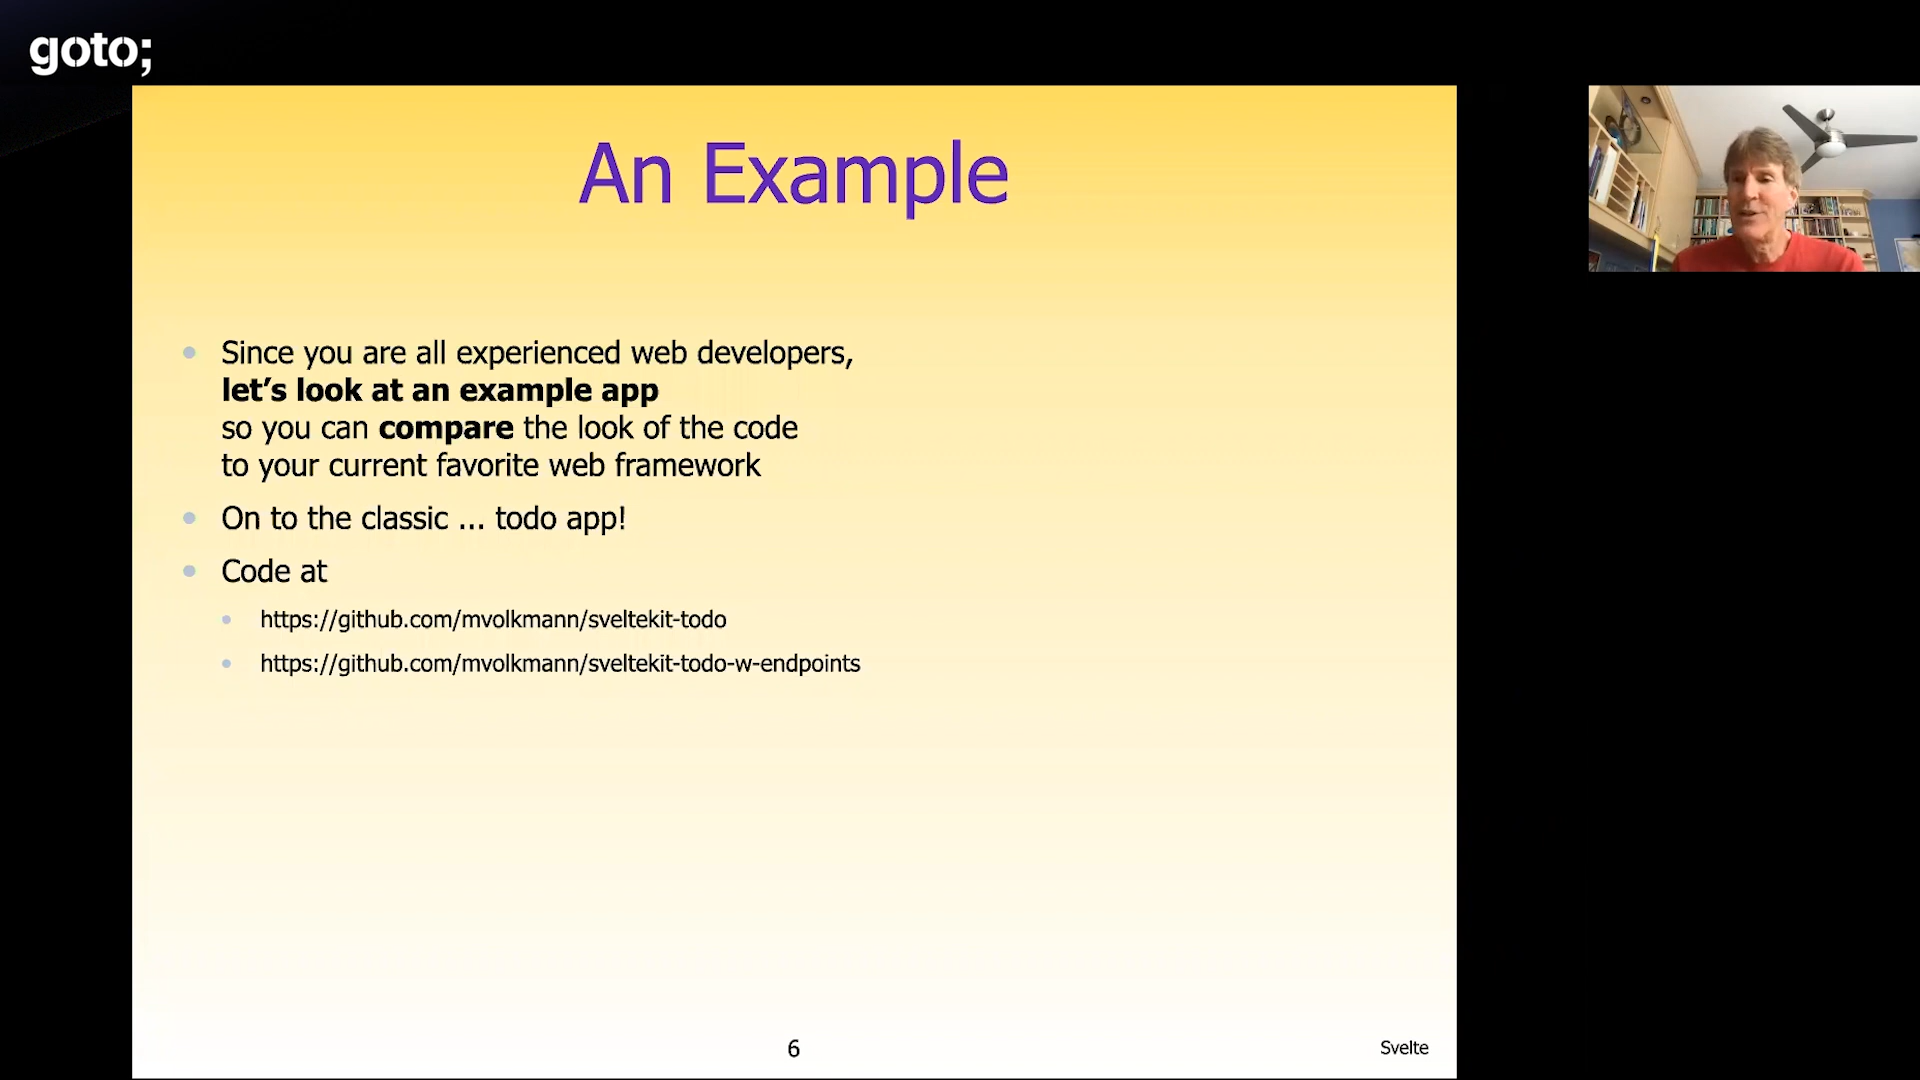 goto;
An Example
Since you are all experienced web developers,
let’s look at an example app
so you can compare the look of the code
to your current favorite web framework
On to the classic ... todo app!
Code at
https://github.com/mvolkmann/sveltekit-todo
https://github.com/mvolkmann/sveltekit-todo-w-endpoints
6
Svelte